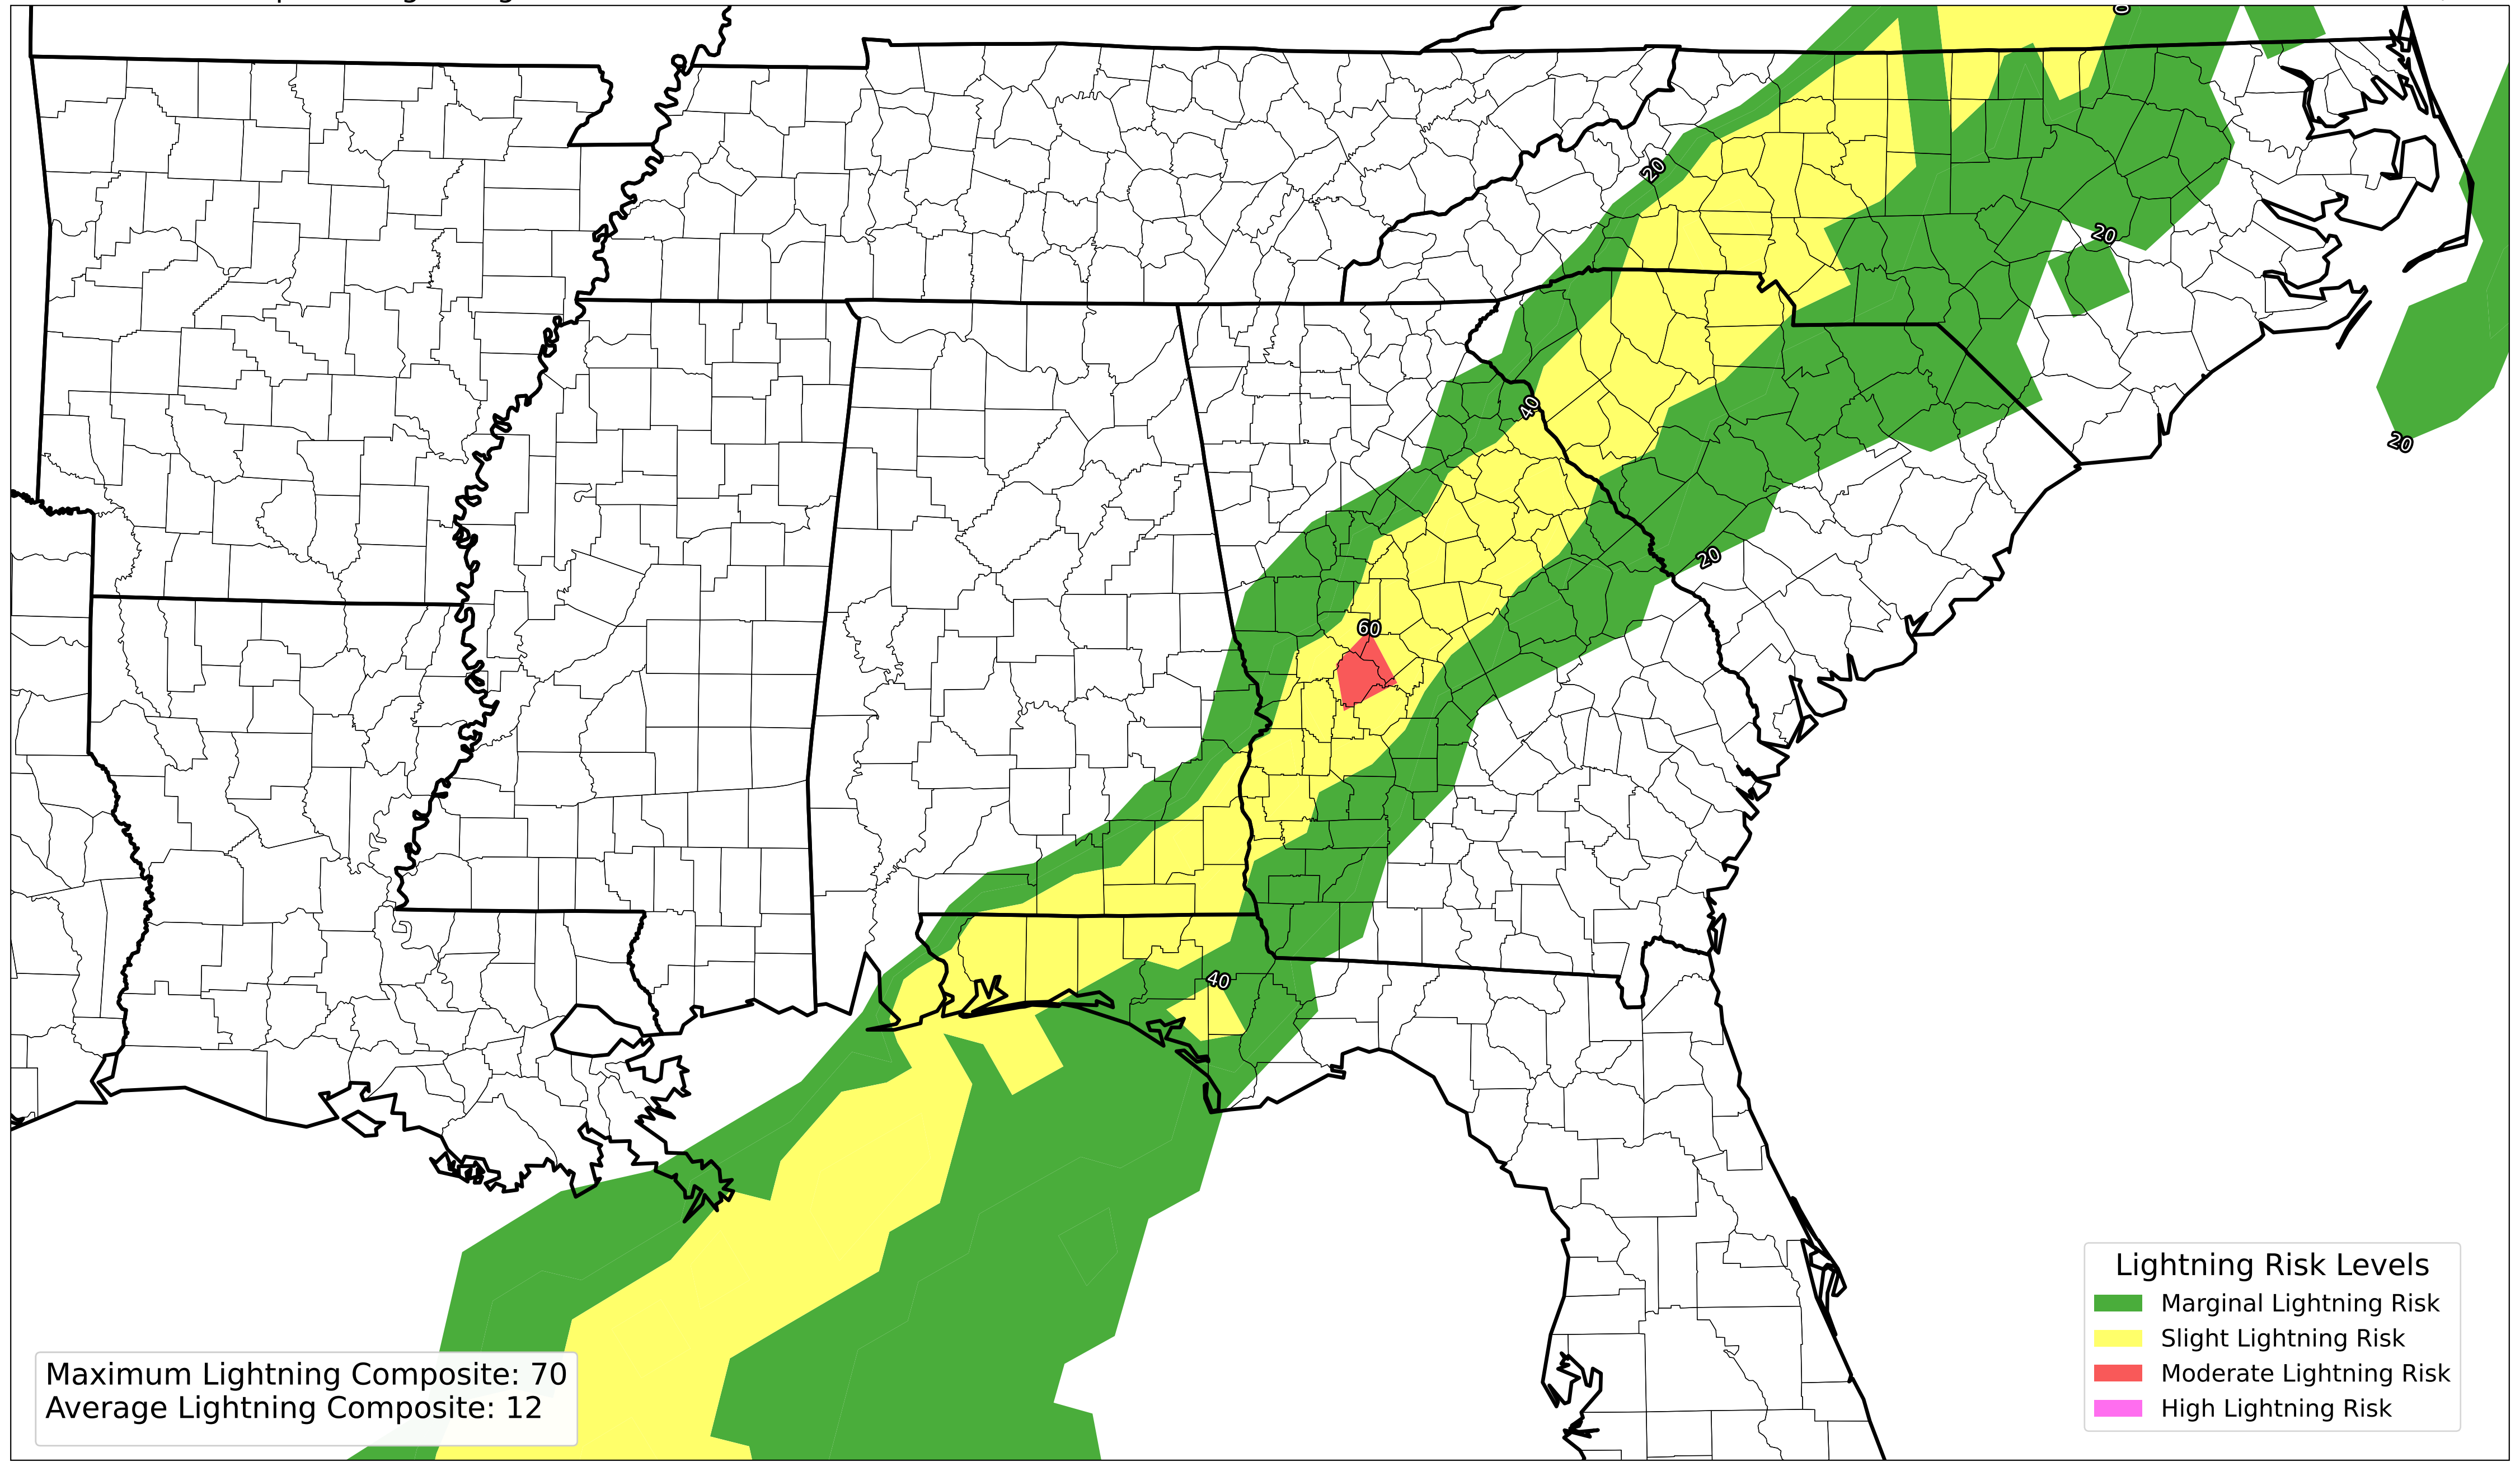 20
40
20
20
60
20
40
Lightning Risk Levels
Marginal Lightning Risk
Slight Lightning Risk
Moderate Lightning Risk
High Lightning Risk
Maximum Lightning Composite: 70
Average Lightning Composite: 12